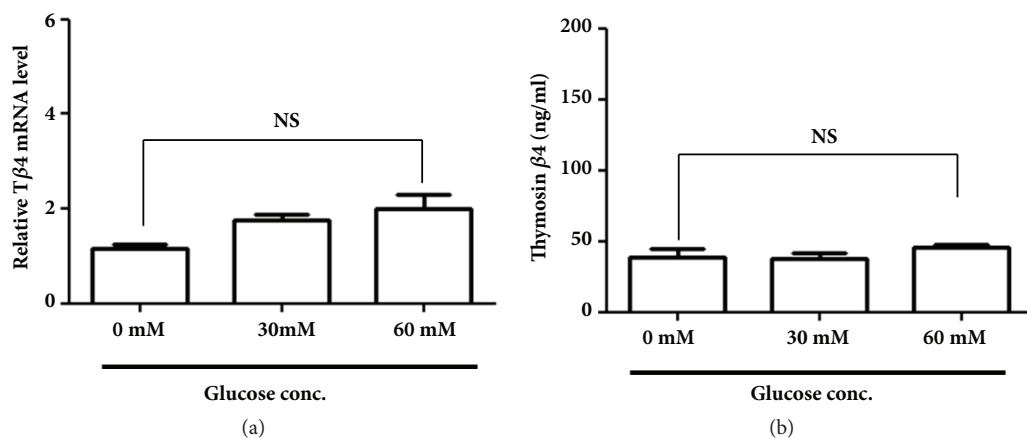 6
4
2
0
Relative Tβ4 mRNA level
NS
0 mM
30mM
60 mM
Glucose conc.
(a)
200
150
100
50
0
Thymosin β4 (ng/ml)
NS
0 mM
30 mM
60 mM
Glucose conc.
(b)